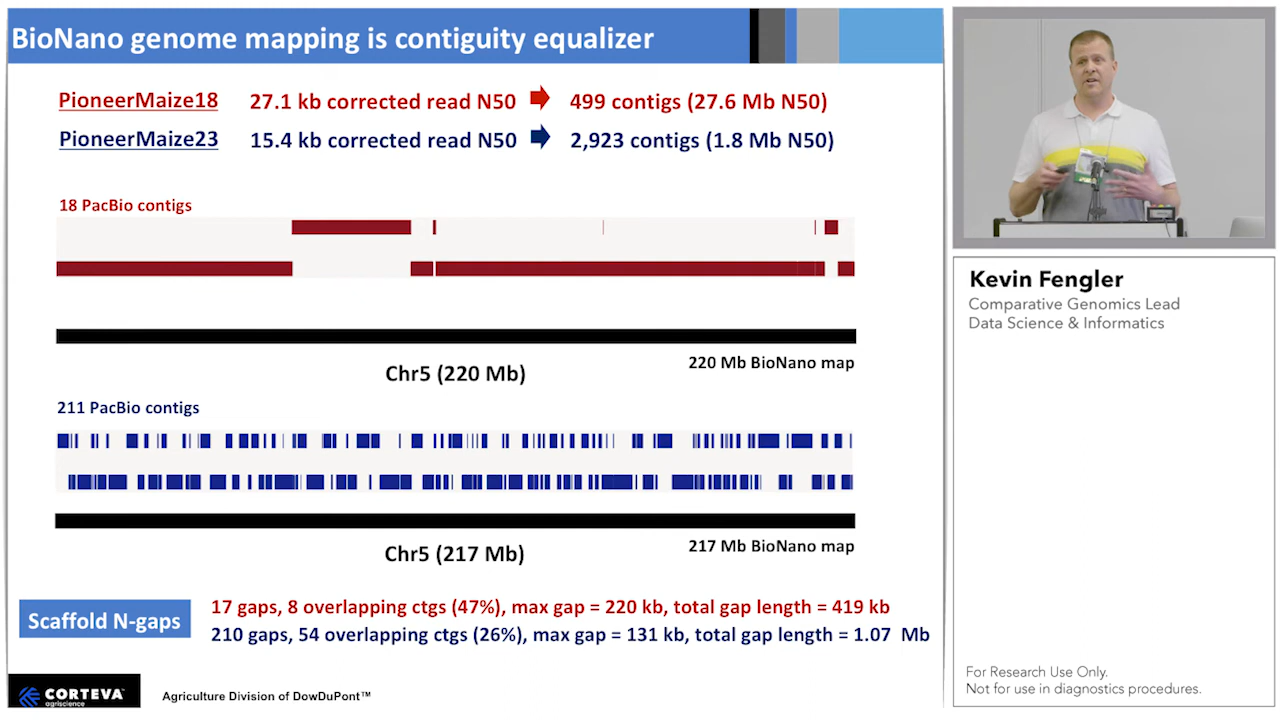 BioNano genome mapping is contiguity equalizer
PioneerMaize18 27.1 kb corrected read N50 499 contigs (27.6 Mb N50)
PioneerMaize23 15.4 kb corrected read N50 2,923 contigs (1.8 Mb N50)
18 PacBio contigs
220 Mb BioNano map
Chr5 (220 Mb)
211 PacBio contigs
217 Mb BioNano map
Chr5 (217 Mb)
Scaffold N-gaps
17 gaps, 8 overlapping ctgs (47%), max gap = 220 kb, total gap length = 419 kb
210 gaps, 54 overlapping ctgs (26%), max gap = 131 kb, total gap length = 1.07 Mb
CORTEVA™
agriscience
Agriculture Division of DowDuPont™
Kevin Fengler
Comparative Genomics Lead
Data Science & Informatics
For Research Use Only.
Not for use in diagnostics procedures.